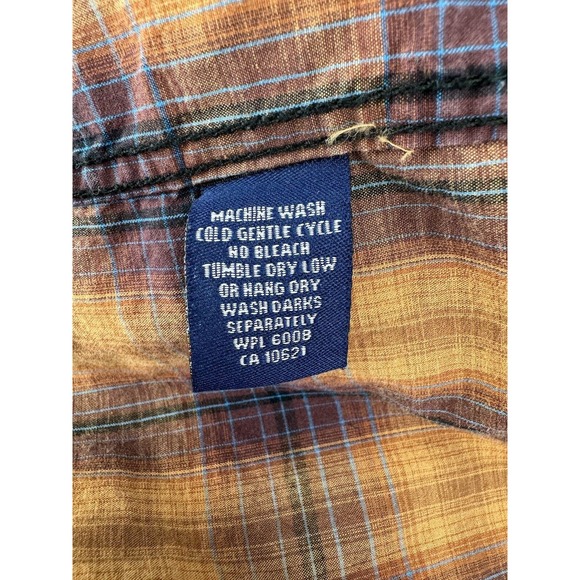 MACHINE WASH
COLD GENTLE CYCLE
NO BLEACH
TUMBLE DRY LOW
OR HANG DRY
WASH DARKS
SEPARATELY
WPL 6008
CA 10621